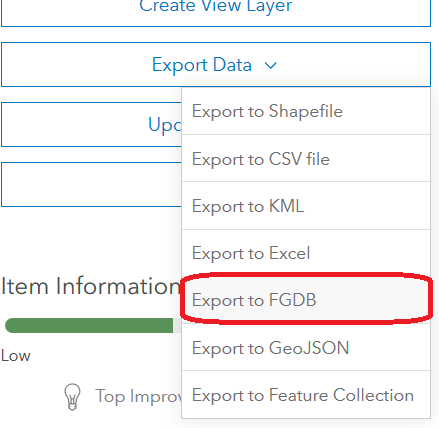 Create View Layer
Export Data
Export to Shapefile
Export to CSV file
Upd
Export to KML
Export to Excel
Item Information
Export to FGDB
Export to GeoJSON
Low
Top Improv
Export to Feature Collection